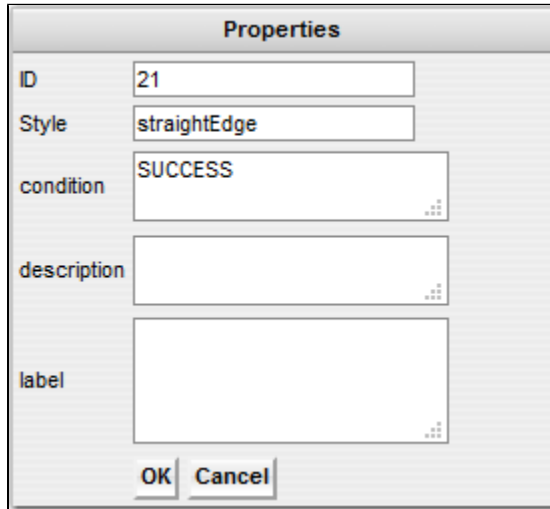 Properties
ID 21
Style straightEdge
condition SUCCESS
description
label
OK Cancel